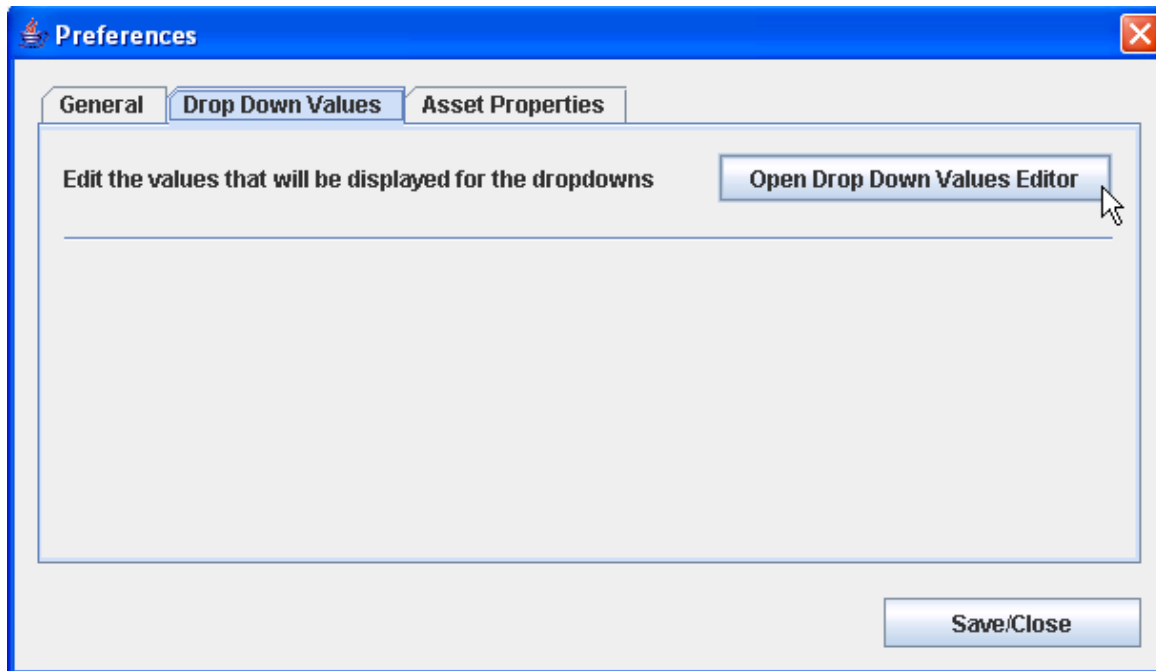 Preferences
General Drop Down Values Asset Properties
Edit the values that will be displayed for the dropdowns Open Drop Down Values Editor
Save/Close